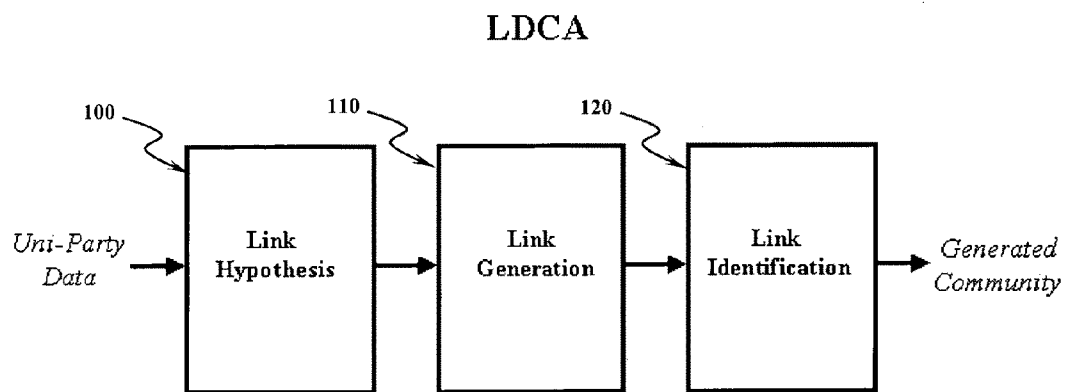 LDCA
100
110
120
Uni-Party
Data
Link
Hypothesis
Link
Generation
Link
Identification
Generated
Community